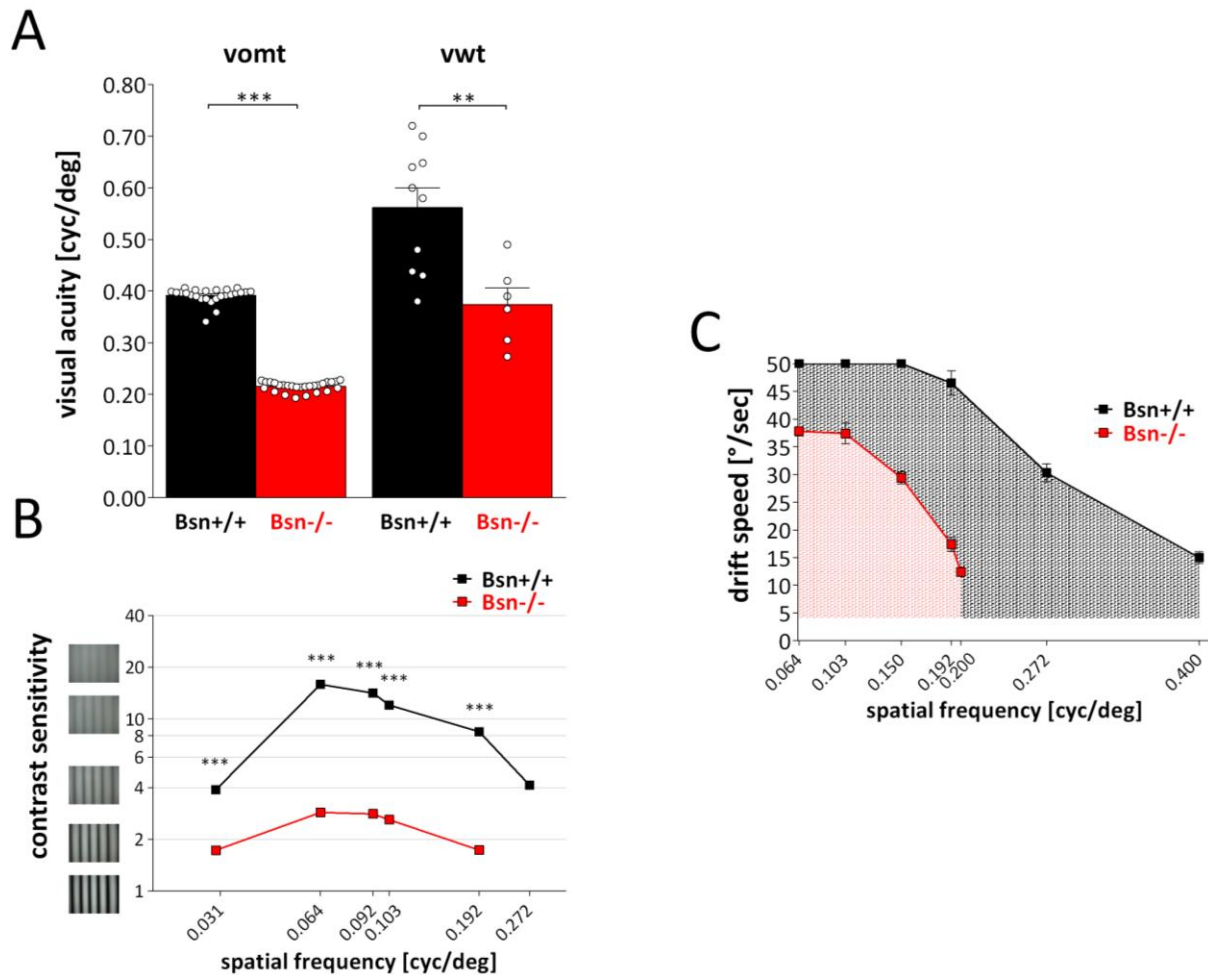 A
vomt
vwt
***
**
visual acuity [cyc/deg]
0.80
0.70
0.60
0.50
0.40
0.30
0.20
0.10
0.00
Bsn+/+
Bsn-/-
Bsn+/+
Bsn-/-
B
Bsn+/+
Bsn-/-
contrast sensitivity
40
20
10
8
6
4
2
1
***
***
***
***
***
0.031
0.064
0.092
0.103
0.192
0.272
spatial frequency [cyc/deg]
C
drift speed [°/sec]
50
45
40
35
30
25
20
15
10
5
0
Bsn+/+
Bsn-/-
0.064
0.103
0.150
0.192
0.200
0.272
0.400
spatial frequency [cyc/deg]